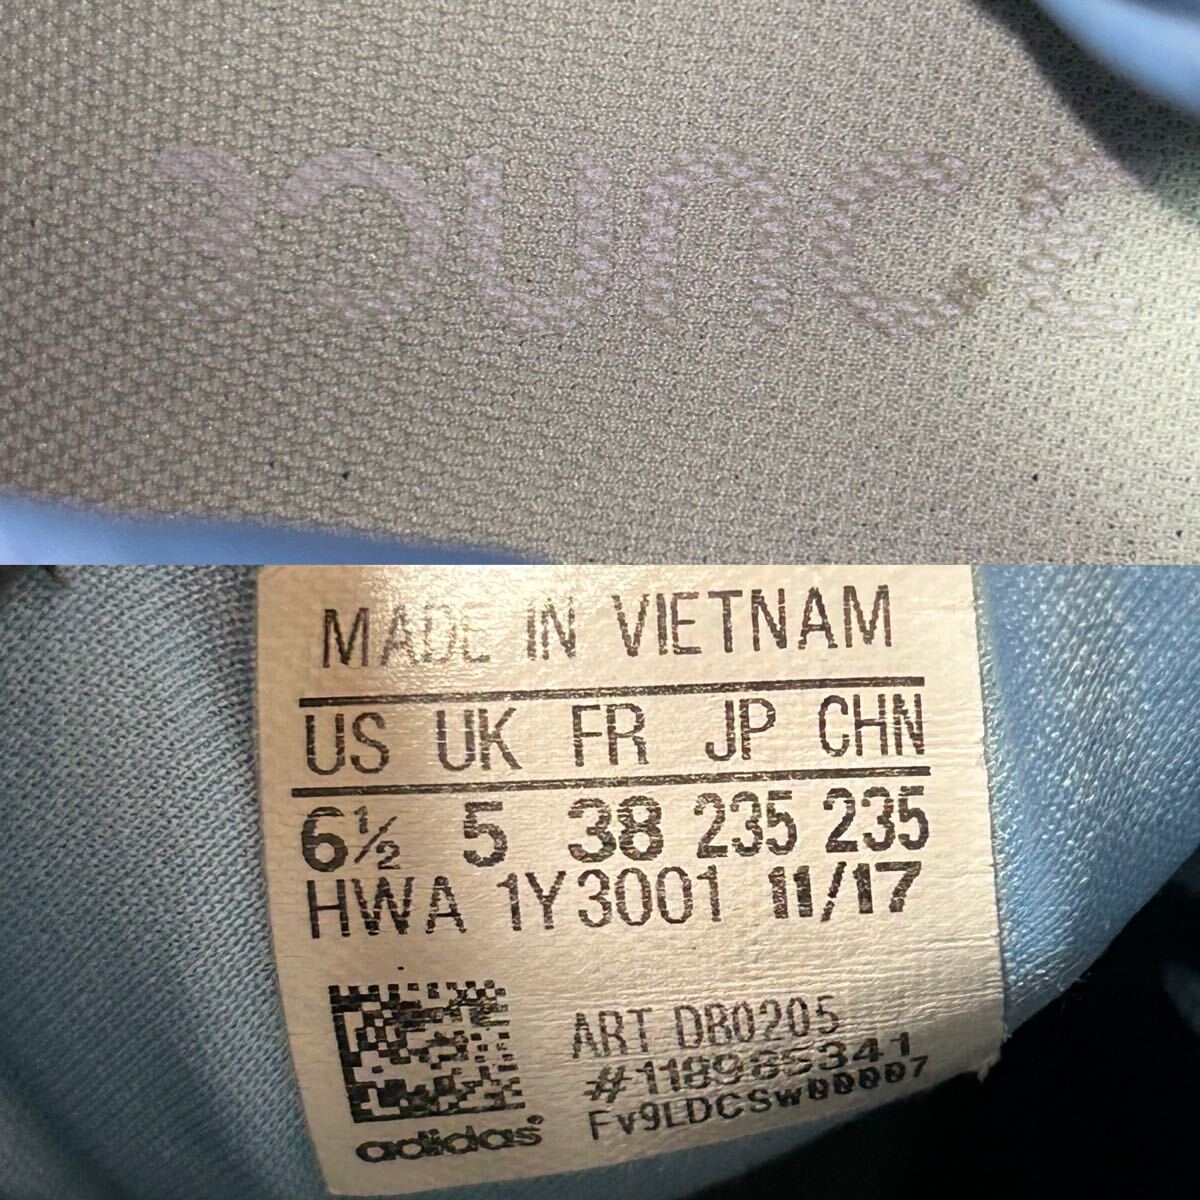 MADE IN VIETNAM
US UK FR JP CHN
6½ 5 38 235 235
HWA 1Y3001 11/17
ART DB0205
#118985341
Fv9LDCSw00007
adidas